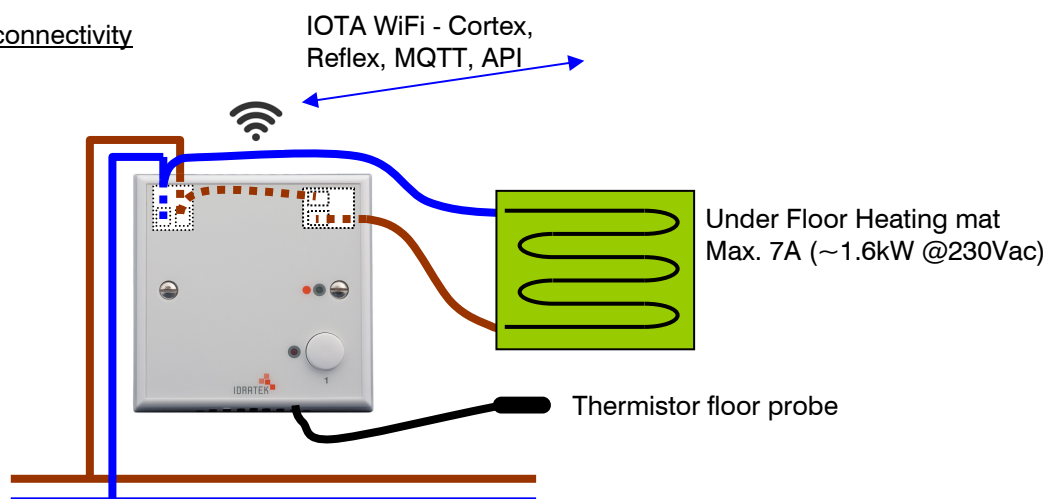 connectivity
IOTA WiFi - Cortex,
Reflex, MQTT, API
Under Floor Heating mat
Max. 7A (~1.6kW @230Vac)
IDRATEK
1
Thermistor floor probe